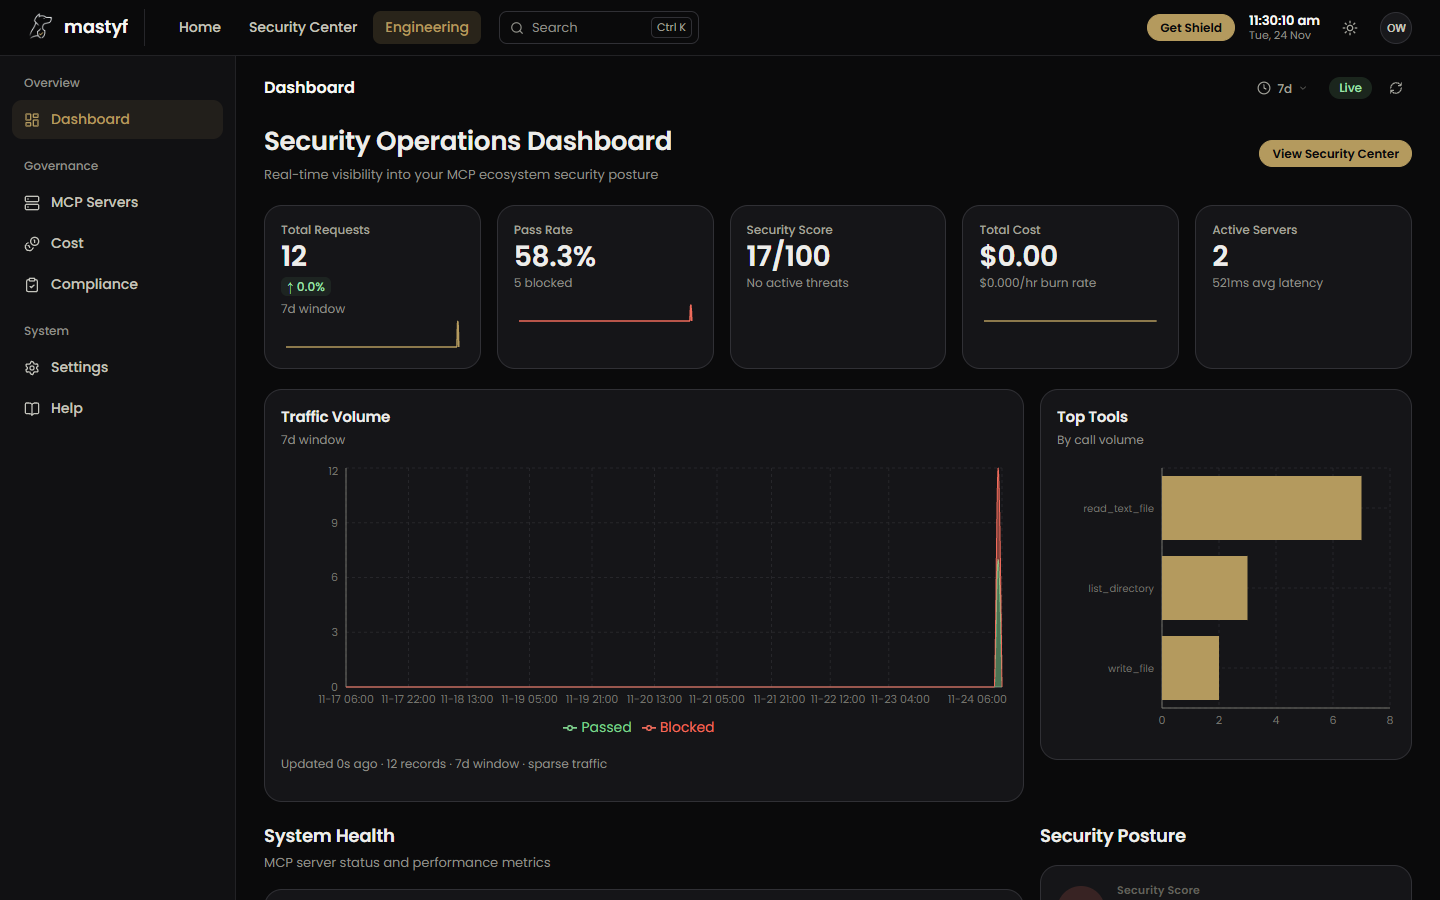 mastyf
Home
Security Center
Engineering
Search
Ctrl K
Get Shield
11:30:10 am
Tue, 24 Nov
OW
Overview
Dashboard
Governance
MCP Servers
Cost
Compliance
System
Settings
Help
Dashboard
7d
Live
Security Operations Dashboard
Real-time visibility into your MCP ecosystem security posture
View Security Center
Total Requests
12
↑ 0.0%
7d window
Pass Rate
58.3%
5 blocked
Security Score
17/100
No active threats
Total Cost
$0.00
$0.000/hr burn rate
Active Servers
2
521ms avg latency
Traffic Volume
7d window
12
9
6
3
0
11-17 06:00 11-17 22:00 11-18 13:00 11-19 05:00 11-19 21:00 11-20 13:00 11-21 05:00 11-21 21:00 11-22 12:00 11-23 04:00 11-24 06:00
Passed Blocked
Updated 0s ago · 12 records · 7d window · sparse traffic
Top Tools
By call volume
read_text_file
list_directory
write_file
0 2 4 6 8
System Health
MCP server status and performance metrics
Security Posture
Security Score